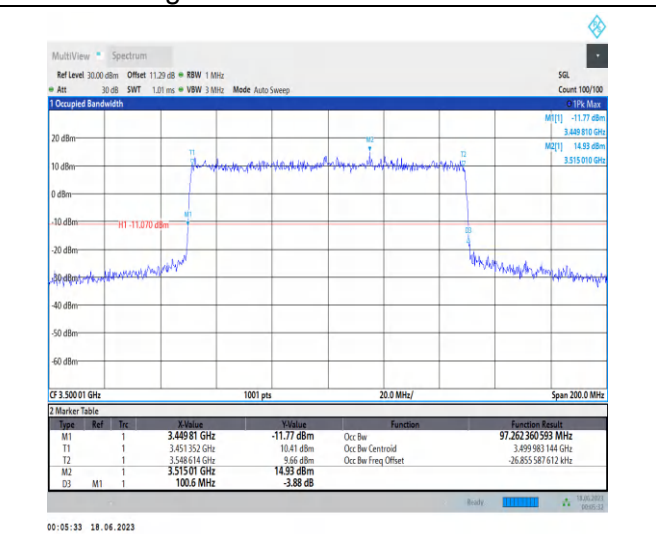 MultiView Spectrum
Ref Level 30.00 dBm Offset 11.29 dB RBW 1 MHz SGL
Att 30 dB SWT 1.01 ms VBW 3 MHz Mode Auto Sweep Count 100/100
1 Occupied Bandwidth 1Pk Max
M1[1] -11.77 dBm
3.449 810 GHz
M2[1] 14.93 dBm
3.515 010 GHz
20 dBm
M2
T1
T2
10 dBm
0 dBm
M1
-10 dBm
H1 -11.070 dBm
D3
-20 dBm
-30 dBm
-40 dBm
-50 dBm
-60 dBm
CF 3.500 01 GHz 1001 pts 20.0 MHz/ Span 200.0 MHz
2 Marker Table
Type Ref Trc X-Value Y-Value Function Function Result
M1 1 3.449 81 GHz -11.77 dBm Occ Bw 97.262 360 593 MHz
T1 1 3.451 352 GHz 10.41 dBm Occ Bw Centroid 3.499 983 144 GHz
T2 1 3.548 614 GHz 9.66 dBm Occ Bw Freq Offset -26.855 587 612 kHz
M2 1 3.515 01 GHz 14.93 dBm
D3 M1 1 100.6 MHz -3.88 dB
Ready 18.06.2023
00:05:33
00:05:33 18.06.2023